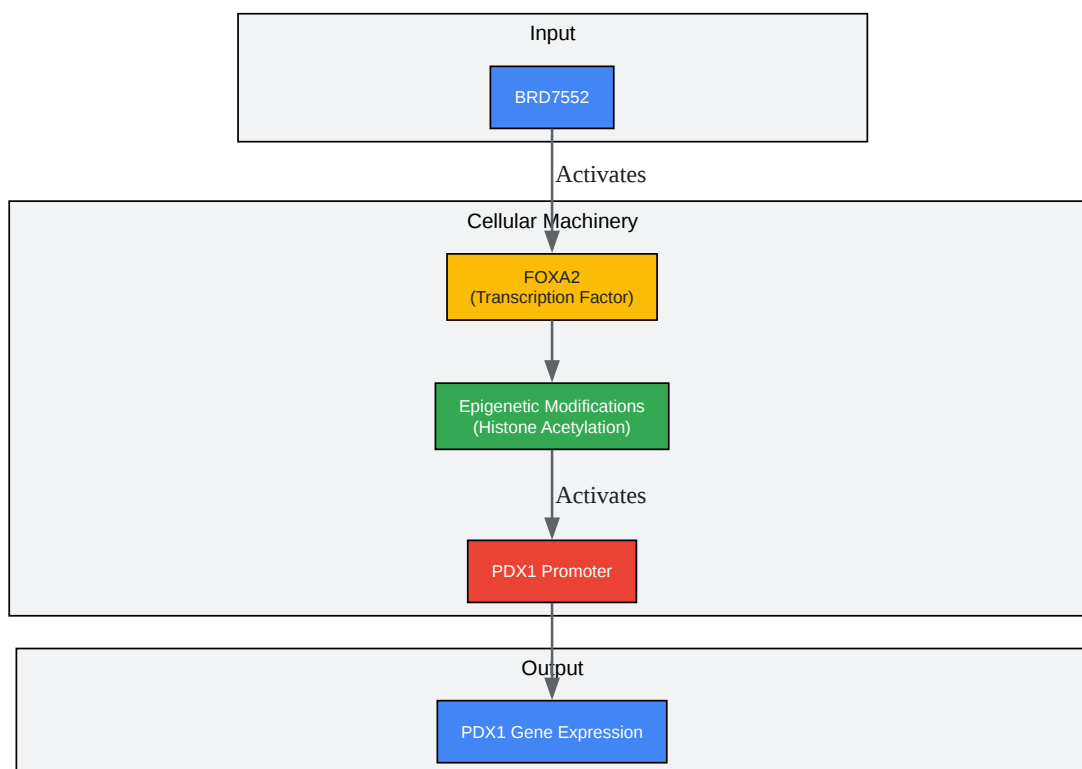 Input
BRD7552
Activates
Cellular Machinery
FOXA2
(Transcription Factor)
Epigenetic Modifications
(Histone Acetylation)
Activates
PDX1 Promoter
Output
PDX1 Gene Expression